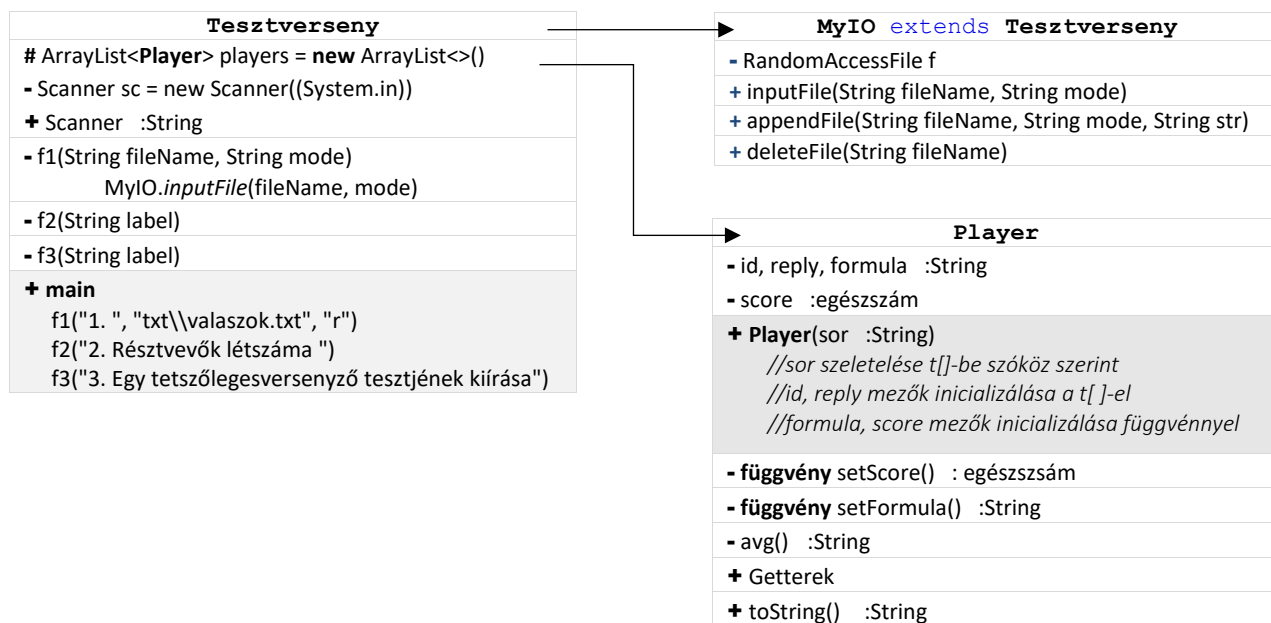 Tesztverseny
# ArrayList<Player> players = new ArrayList<>()
- Scanner sc = new Scanner((System.in))
+ Scanner :String
- f1(String fileName, String mode)
MyIO.inputFile(fileName, mode)
- f2(String label)
- f3(String label)
+ main
f1("1. ", "txt\\valaszok.txt", "r")
f2("2. Résztvevők létszáma ")
f3("3. Egy tetszőlegesversenyző tesztjének kiírása")
MyIO extends Tesztverseny
- RandomAccessFile f
+ inputFile(String fileName, String mode)
+ appendFile(String fileName, String mode, String str)
+ deleteFile(String fileName)
Player
- id, reply, formula :String
- score :egészszám
+ Player(sor :String)
//sor szeletelése t[]-be szóköz szerint
//id, reply mezők inicializálása a t[ ]-el
//formula, score mezők inicializálása függvénnyel
- függvény setScore() : egészszsám
- függvény setFormula() :String
- avg() :String
+ Getterek
+ toString() :String